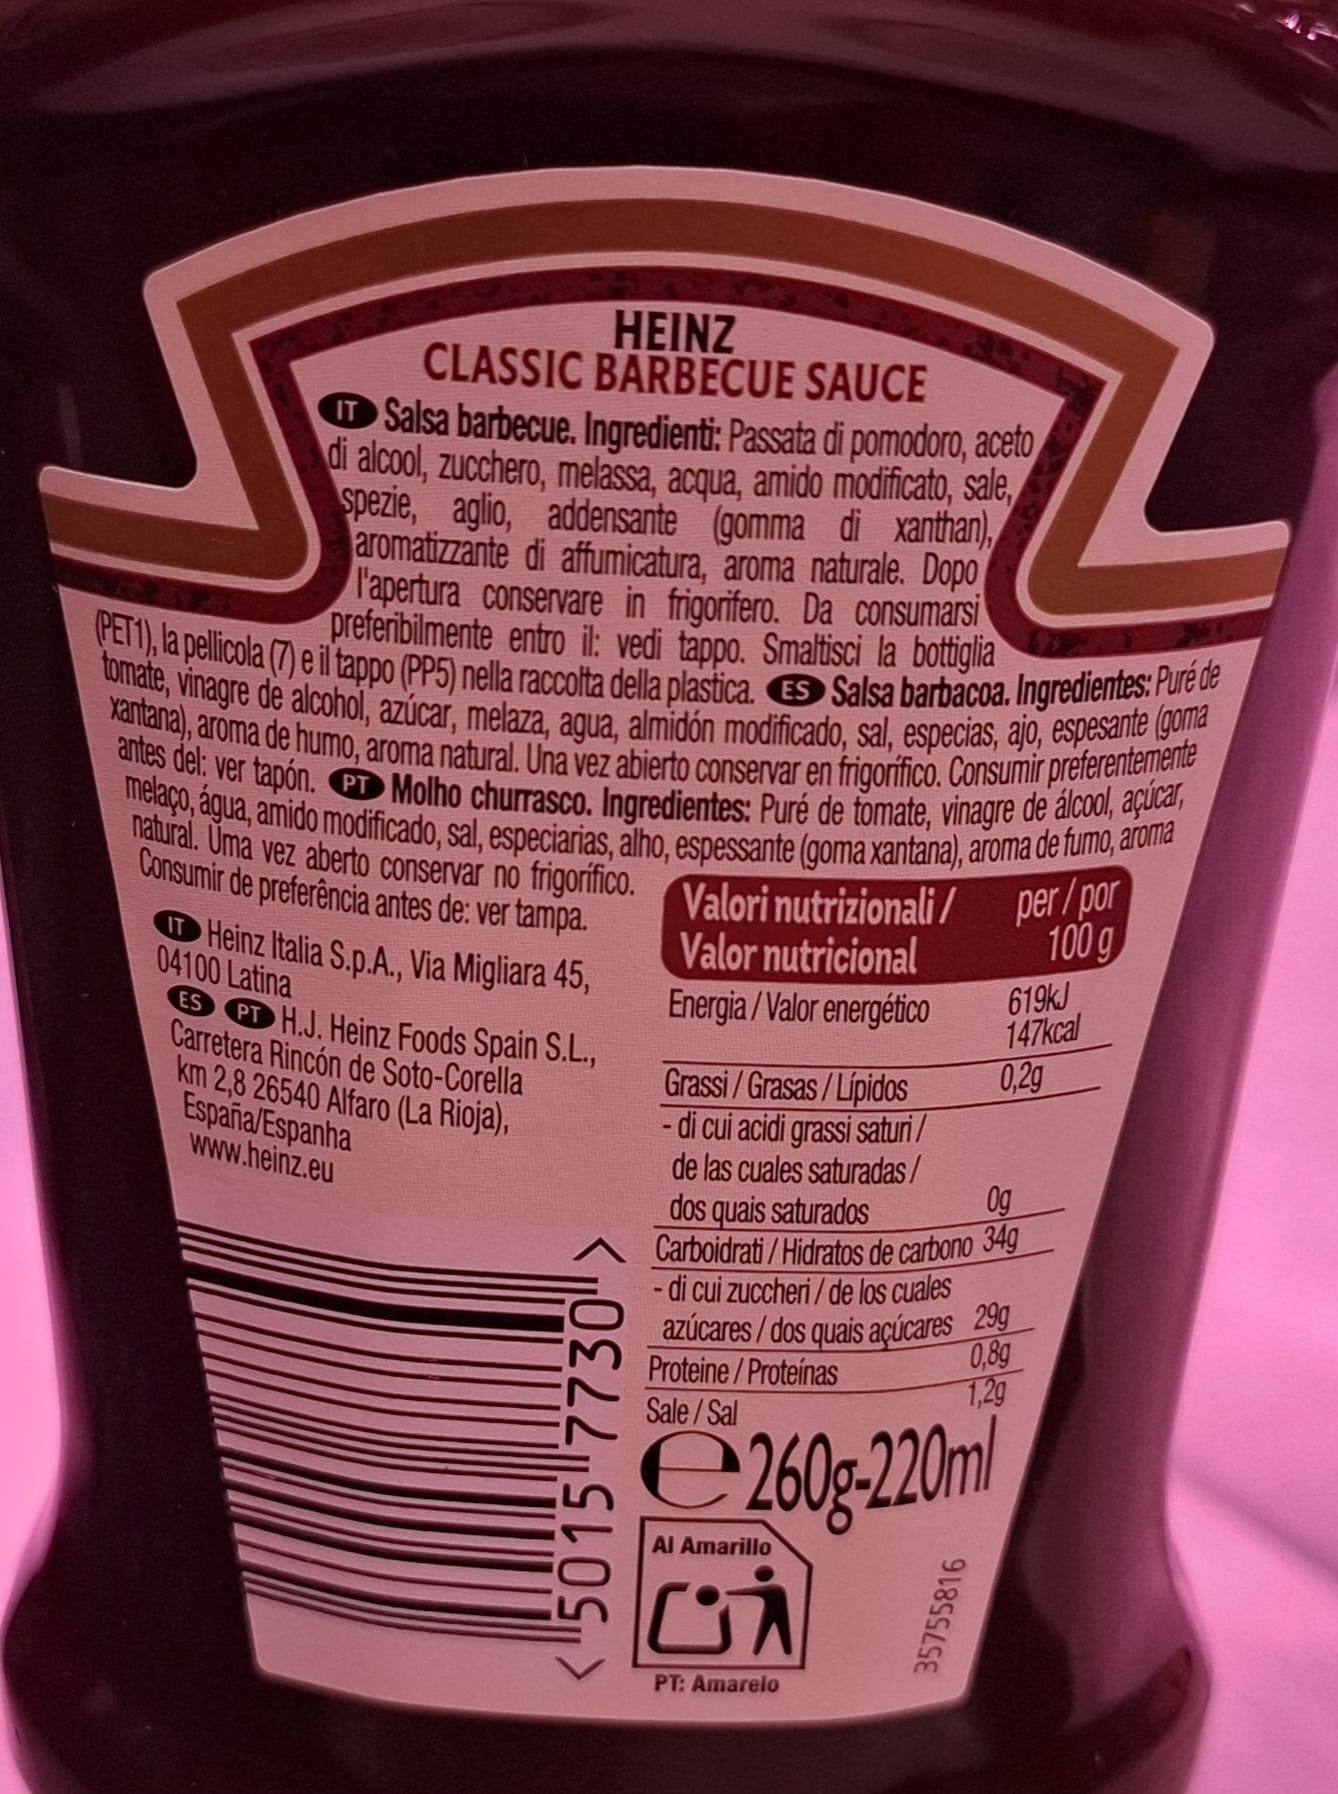 HEINZ
CLASSIC BARBECUE SAUCE
IT Salsa barbecue. Ingredienti: Passata di pomodoro, aceto
di alcool, zucchero, melassa, acqua, amido modificato, sale,
spezie, aglio, addensante (gomma di xanthan),
aromatizzante di affumicatura, aroma naturale. Dopo
l'apertura conservare in frigorifero. Da consumarsi
preferibilmente entro il: vedi tappo. Smaltisci la bottiglia
(PET1), la pellicola (7) e il tappo (PP5) nella raccolta della plastica. ES Salsa barbacoa. Ingredientes: Puré de
tomate, vinagre de alcohol, azúcar, melaza, agua, almidón modificado, sal, especias, ajo, espesante (goma
xantana), aroma de humo, aroma natural. Una vez abierto conservar en frigorífico. Consumir preferentemente
antes del: ver tapón. PT Molho churrasco. Ingredientes: Puré de tomate, vinagre de álcool, açúcar,
melaço, água, amido modificado, sal, especiarias, alho, espessante (goma xantana), aroma de fumo, aroma
natural. Uma vez aberto conservar no frigorífico.
Consumir de preferência antes de: ver tampa.
IT Heinz Italia S.p.A., Via Migliara 45,
04100 Latina
ES PT H.J. Heinz Foods Spain S.L.,
Carretera Rincón de Soto-Corella
km 2,8 26540 Alfaro (La Rioja),
España/Espanha
www.heinz.eu
Valori nutrizionali / per / por
Valor nutricional 100 g
Energia / Valor energético 619kJ
147kcal
Grassi / Grasas / Lípidos 0,2g
- di cui acidi grassi saturi /
de las cuales saturadas /
dos quais saturados 0g
Carboidrati / Hidratos de carbono 34g
- di cui zuccheri / de los cuales
azúcares / dos quais açúcares 29g
Proteine / Proteínas 0,8g
Sale / Sal 1,2g
e 260g-220ml
<5015 7730>
Al Amarillo
PT: Amarelo
35755816